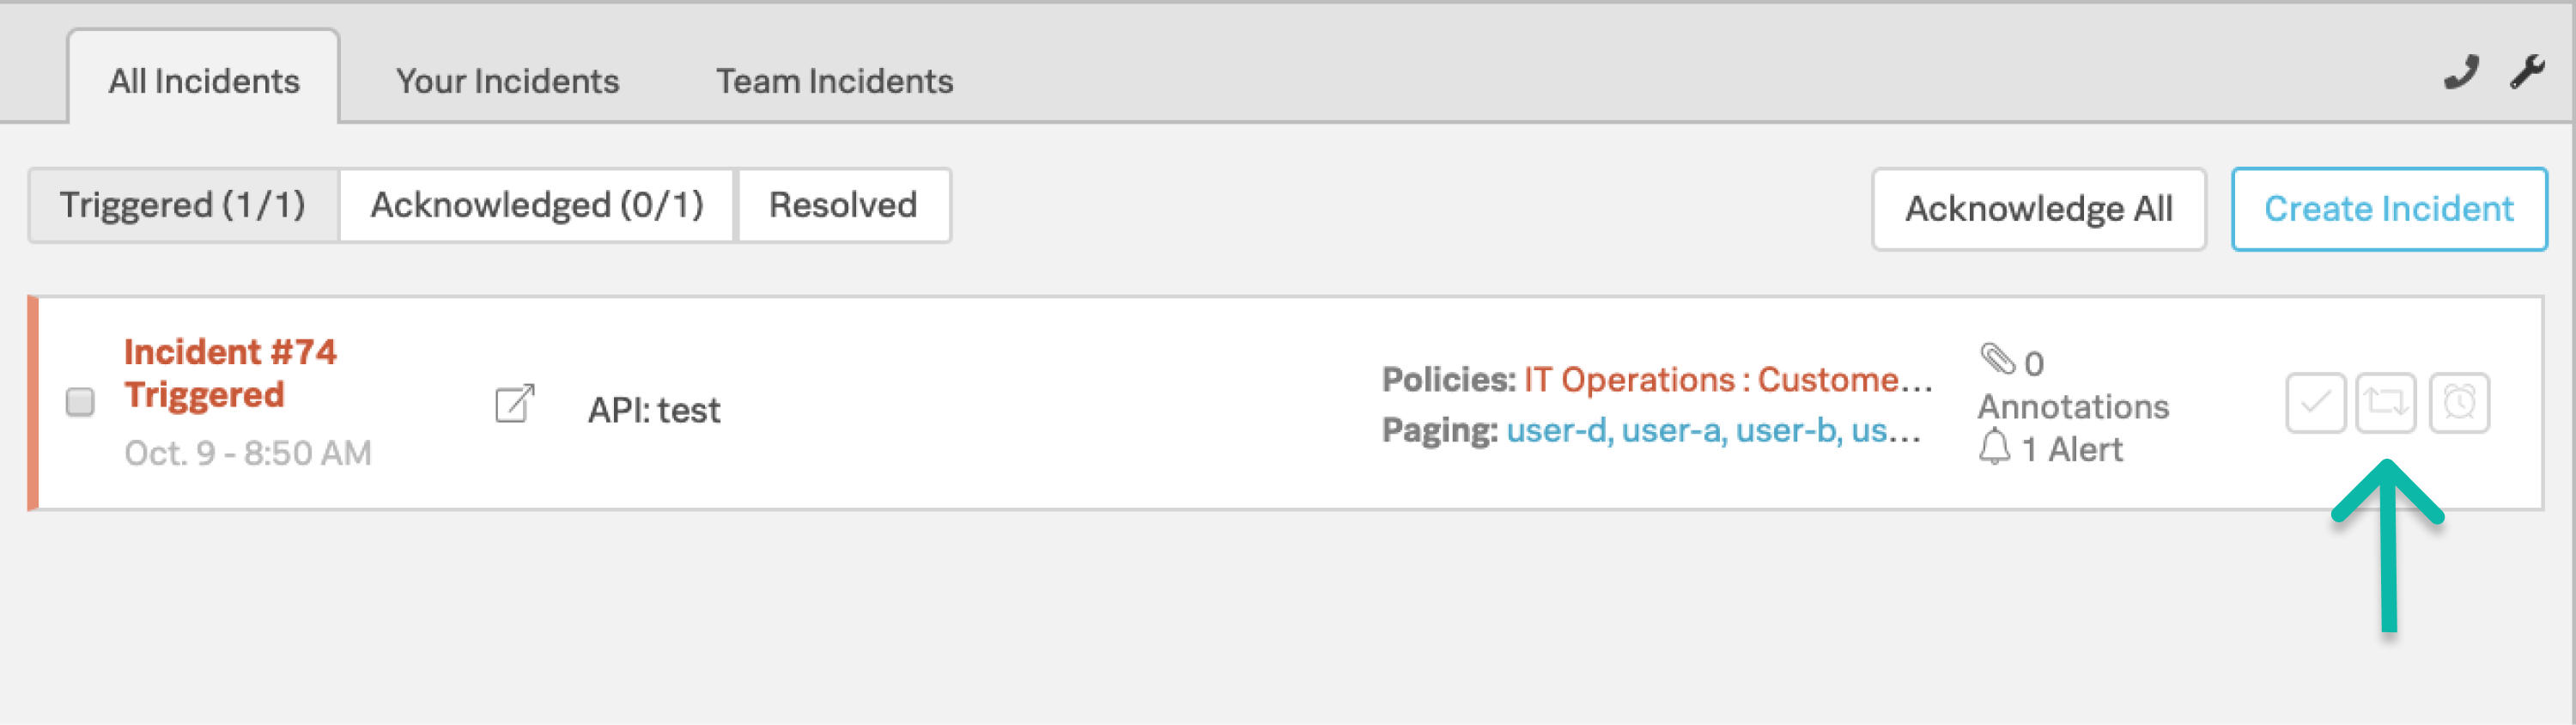 All Incidents
Your Incidents
Team Incidents
Triggered (1/1)
Acknowledged (0/1)
Resolved
Acknowledge All
Create Incident
Incident #74
Triggered
Oct. 9 - 8:50 AM
API: test
Policies: IT Operations : Custome...
Paging: user-d, user-a, user-b, us...
0
Annotations
1 Alert